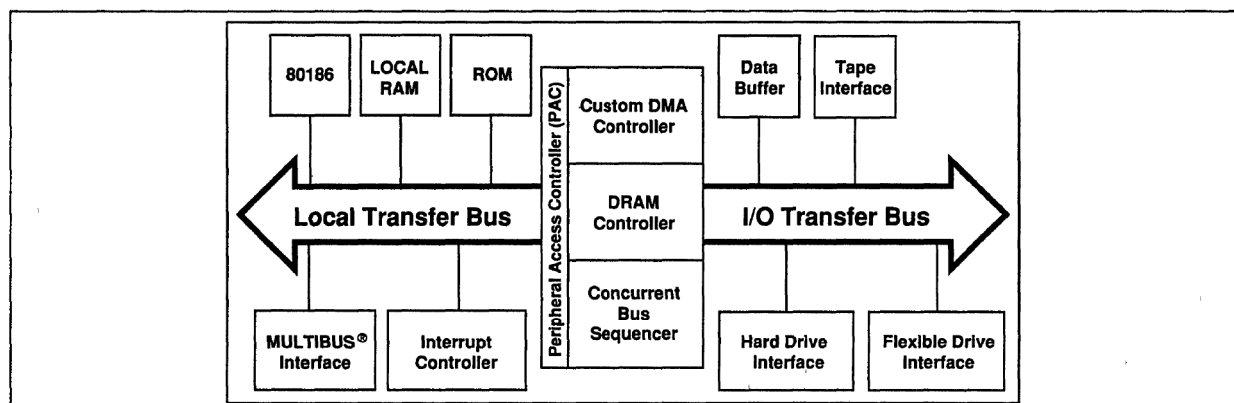 80186
LOCAL
RAM
ROM
Peripheral Access Controller (PAC)
Custom DMA
Controller
DRAM
Controller
Concurrent
Bus
Sequencer
Data
Buffer
Tape
Interface
Local Transfer Bus
I/O Transfer Bus
MULTIBUS®
Interface
Interrupt
Controller
Hard Drive
Interface
Flexible Drive
Interface